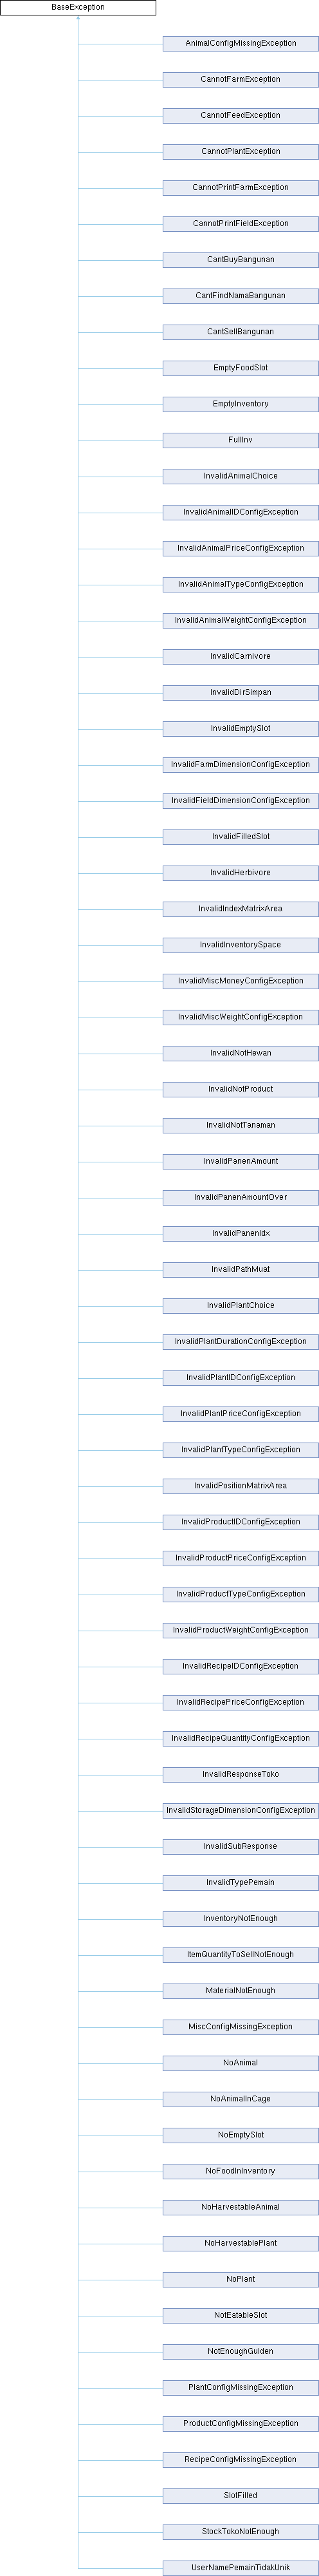 BaseException
AnimalConfigMissingException
CannotFarmException
CannotFeedException
CannotPlantException
CannotPrintFarmException
CannotPrintFieldException
CantBuyBangunan
CantFindNamaBangunan
CantSellBangunan
EmptyFoodSlot
EmptyInventory
FullInv
InvalidAnimalChoice
InvalidAnimalIDConfigException
InvalidAnimalPriceConfigException
InvalidAnimalTypeConfigException
InvalidAnimalWeightConfigException
InvalidCarnivore
InvalidDirSimpan
InvalidEmptySlot
InvalidFarmDimensionConfigException
InvalidFieldDimensionConfigException
InvalidFilledSlot
InvalidHerbivore
InvalidIndexMatrixArea
InvalidInventorySpace
InvalidMiscMoneyConfigException
InvalidMiscWeightConfigException
InvalidNotHewan
InvalidNotProduct
InvalidNotTanaman
InvalidPanenAmount
InvalidPanenAmountOver
InvalidPanenIdx
InvalidPathMuat
InvalidPlantChoice
InvalidPlantDurationConfigException
InvalidPlantIDConfigException
InvalidPlantPriceConfigException
InvalidPlantTypeConfigException
InvalidPositionMatrixArea
InvalidProductIDConfigException
InvalidProductPriceConfigException
InvalidProductTypeConfigException
InvalidProductWeightConfigException
InvalidRecipeIDConfigException
InvalidRecipePriceConfigException
InvalidRecipeQuantityConfigException
InvalidResponseToko
InvalidStorageDimensionConfigException
InvalidSubResponse
InvalidTypePemain
InventoryNotEnough
ItemQuantityToSellNotEnough
MaterialNotEnough
MiscConfigMissingException
NoAnimal
NoAnimalInCage
NoEmptySlot
NoFoodInInventory
NoHarvestableAnimal
NoHarvestablePlant
NoPlant
NotEatableSlot
NotEnoughGulden
PlantConfigMissingException
ProductConfigMissingException
RecipeConfigMissingException
SlotFilled
StockTokoNotEnough
UserNamePemainTidakUnik